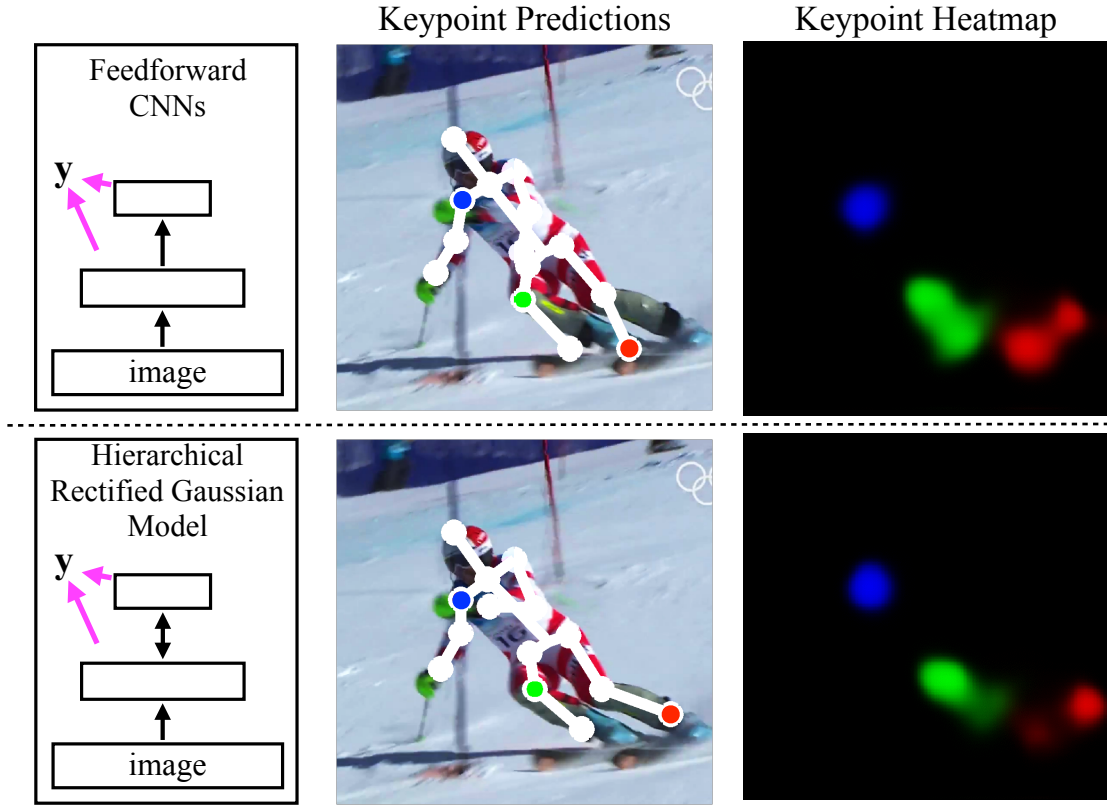 Keypoint Predictions
Keypoint Heatmap
Feedforward
CNNs
y
image
Hierarchical
Rectified Gaussian
Model
y
image